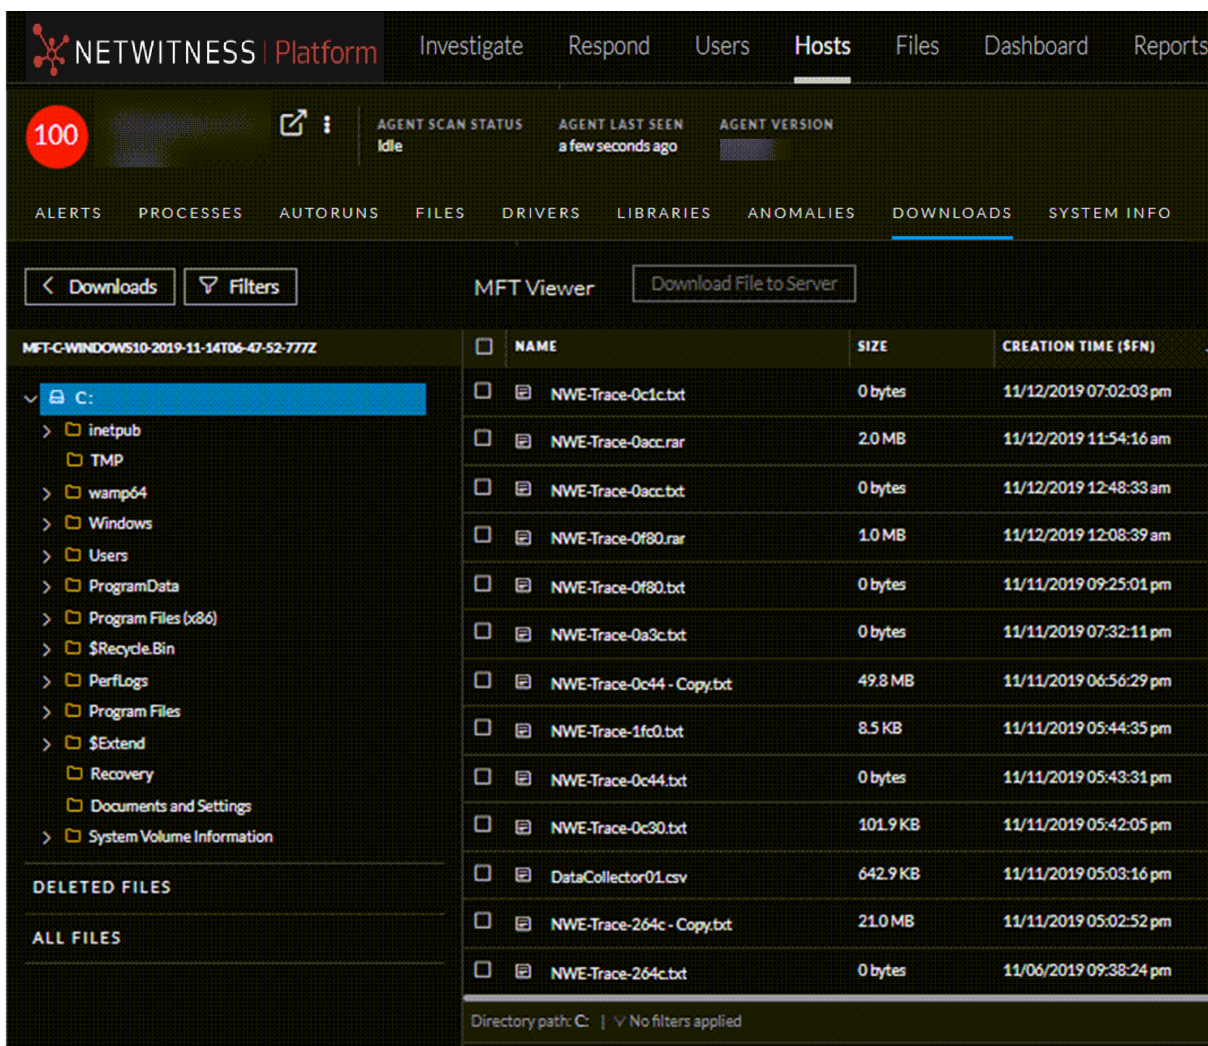 NETWITNESS | Platform Investigate Respond Users Hosts Files Dashboard Reports
100 AGENT SCAN STATUS AGENT LAST SEEN AGENT VERSION
Idle a few seconds ago
ALERTS PROCESSES AUTORUNS FILES DRIVERS LIBRARIES ANOMALIES DOWNLOADS SYSTEM INFO
Downloads Filters MFT Viewer Download File to Server
MFT-C-WINDOWS10-2019-11-14T06-47-52-777Z
C:
inetpub
TMP
wamp64
Windows
Users
ProgramData
Program Files (x86)
$Recycle.Bin
PerfLogs
Program Files
$Extend
Recovery
Documents and Settings
System Volume Information
DELETED FILES
ALL FILES
NAME SIZE CREATION TIME ($FN)
NWE-Trace-0c1c.txt 0 bytes 11/12/2019 07:02:03 pm
NWE-Trace-0acc.rar 2.0 MB 11/12/2019 11:54:16 am
NWE-Trace-0acc.txt 0 bytes 11/12/2019 12:48:33 am
NWE-Trace-0f80.rar 1.0 MB 11/12/2019 12:08:39 am
NWE-Trace-0f80.txt 0 bytes 11/11/2019 09:25:01 pm
NWE-Trace-0a3c.txt 0 bytes 11/11/2019 07:32:11 pm
NWE-Trace-0c44 - Copy.txt 49.8 MB 11/11/2019 06:56:29 pm
NWE-Trace-1fc0.txt 8.5 KB 11/11/2019 05:44:35 pm
NWE-Trace-0c44.txt 0 bytes 11/11/2019 05:43:31 pm
NWE-Trace-0c30.txt 101.9 KB 11/11/2019 05:42:05 pm
DataCollector01.csv 642.9 KB 11/11/2019 05:03:16 pm
NWE-Trace-264c - Copy.txt 21.0 MB 11/11/2019 05:02:52 pm
NWE-Trace-264c.txt 0 bytes 11/06/2019 09:38:24 pm
Directory path: C: | No filters applied